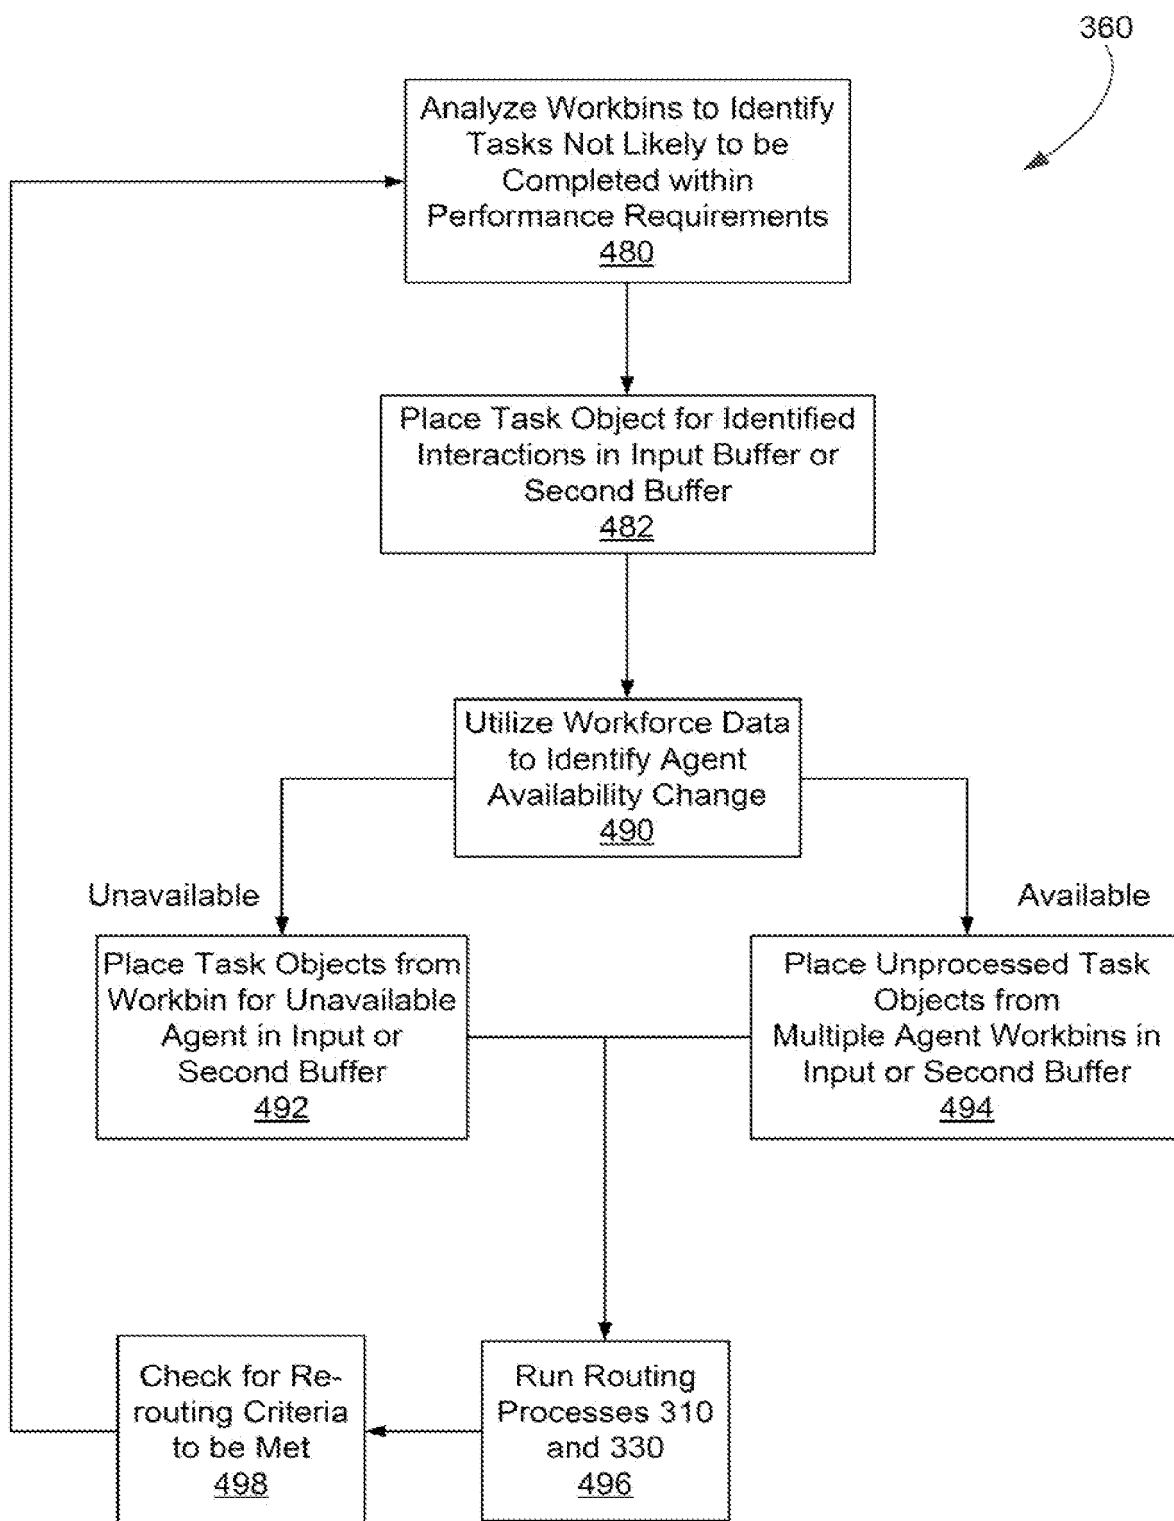 360
Analyze Workbins to Identify
Tasks Not Likely to be
Completed within
Performance Requirements
480
Place Task Object for Identified
Interactions in Input Buffer or
Second Buffer
482
Utilize Workforce Data
to Identify Agent
Availability Change
490
Unavailable
Available
Place Task Objects from
Workbin for Unavailable
Agent in Input or
Second Buffer
492
Place Unprocessed Task
Objects from
Multiple Agent Workbins in
Input or Second Buffer
494
Check for Re-
routing Criteria
to be Met
498
Run Routing
Processes 310
and 330
496